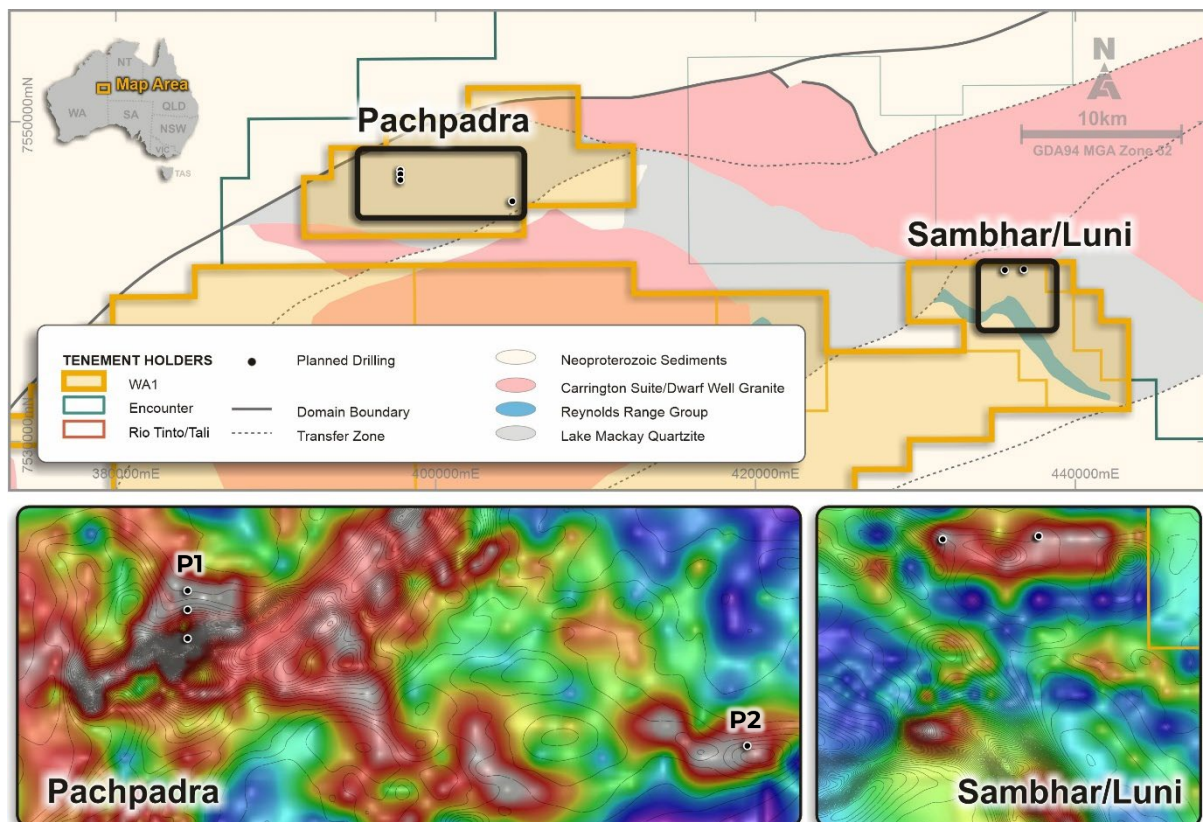 NT
Map Area
WA
QLD
SA
NSW
VIC
TAS
Pachpadra
N
10km
GDA94 MGA Zone 52
Sambhar/Luni
7550000mN
7530000mN
TENEMENT HOLDERS
WA1
Encounter
Rio Tinto/Tali
Planned Drilling
Domain Boundary
Transfer Zone
Neoproterozoic Sediments
Carrington Suite/Dwarf Well Granite
Reynolds Range Group
Lake Mackay Quartzite
380000mE
400000mE
420000mE
440000mE
P1
P2
Pachpadra
Sambhar/Luni